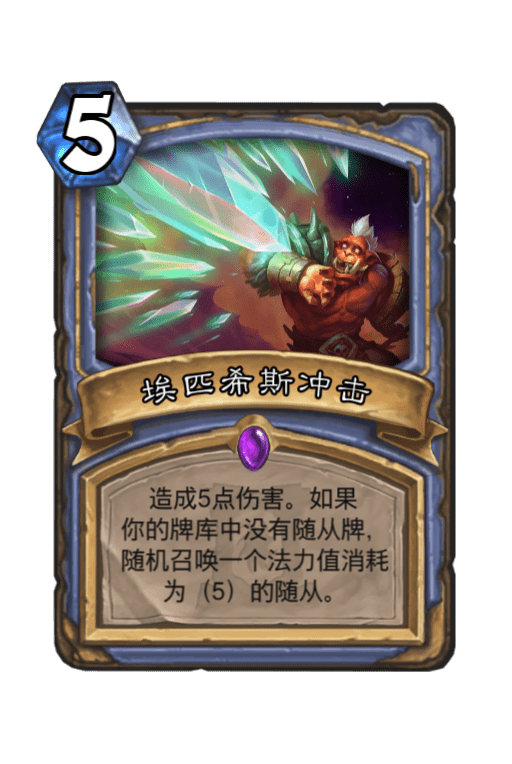 5
埃匹希斯冲击
造成5点伤害。如果
你的牌库中没有随从牌，
随机召唤一个法力值消耗
为（5）的随从。